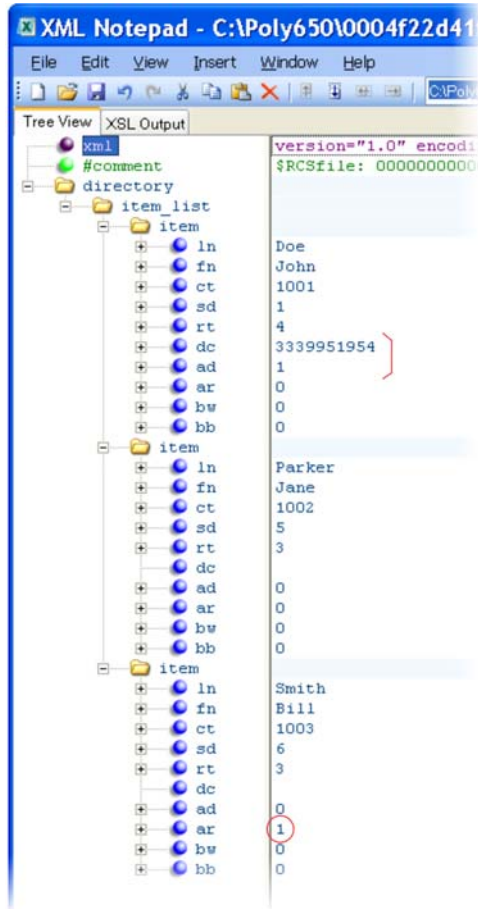 XML Notepad - C:\Poly650\0004f22d41
File Edit View Insert Window Help
Tree View XSL Output
xml version="1.0" encodi
#comment $RCSfile: 0000000000
directory
item_list
item
ln Doe
fn John
ct 1001
sd 1
rt 4
dc 3339951954
ad 1
ar 0
bw 0
bb 0
item
ln Parker
fn Jane
ct 1002
sd 5
rt 3
dc
ad 0
ar 0
bw 0
bb 0
item
ln Smith
fn Bill
ct 1003
sd 6
rt 3
dc
ad 0
ar 1
bw 0
bb 0